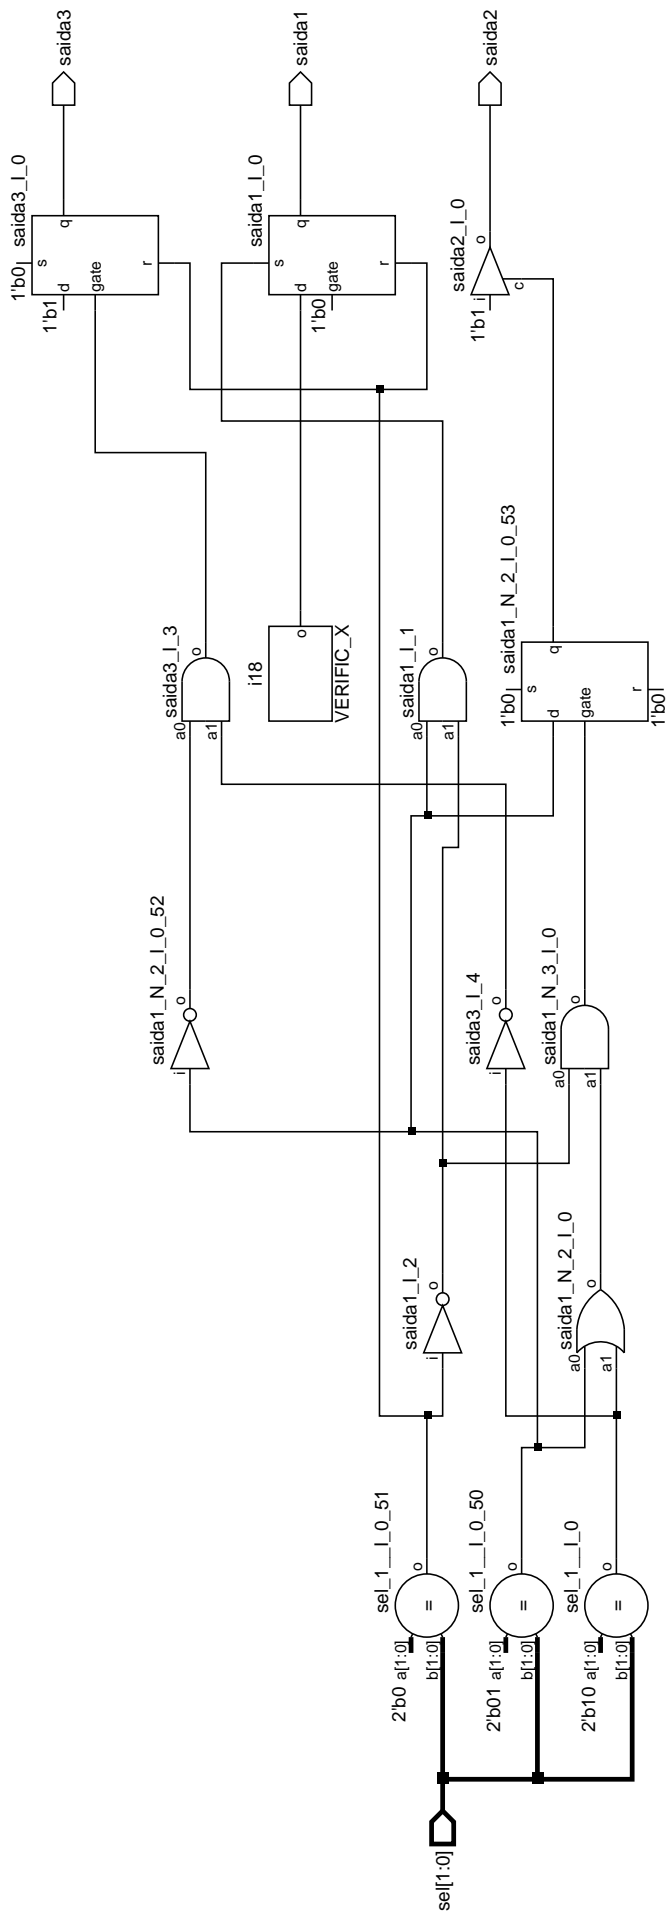 sel[1:0]
2'b0 a[1:0]
b[1:0]
=
o
sel_1__I_0_51
2'b01 a[1:0]
b[1:0]
=
o
sel_1__I_0_50
2'b10 a[1:0]
b[1:0]
=
o
sel_1__I_0
i
o
saida1_I_2
a0
a1
o
saida1_N_2_I_0
i
o
saida1_N_2_I_0_52
i
o
saida3_I_4
a0
a1
o
saida1_N_3_I_0
a0
a1
o
saida3_I_3
i18
o
VERIFIC_X
a0
a1
o
saida1_I_1
1'b0
s
d
gate
r
1'b0
q
saida1_N_2_I_0_53
1'b0
s
1'b1
d
gate
r
q
saida3_I_0
s
d
1'b0
gate
r
q
saida1_I_0
1'b1 i
c
o
saida2_I_0
saida3
saida1
saida2